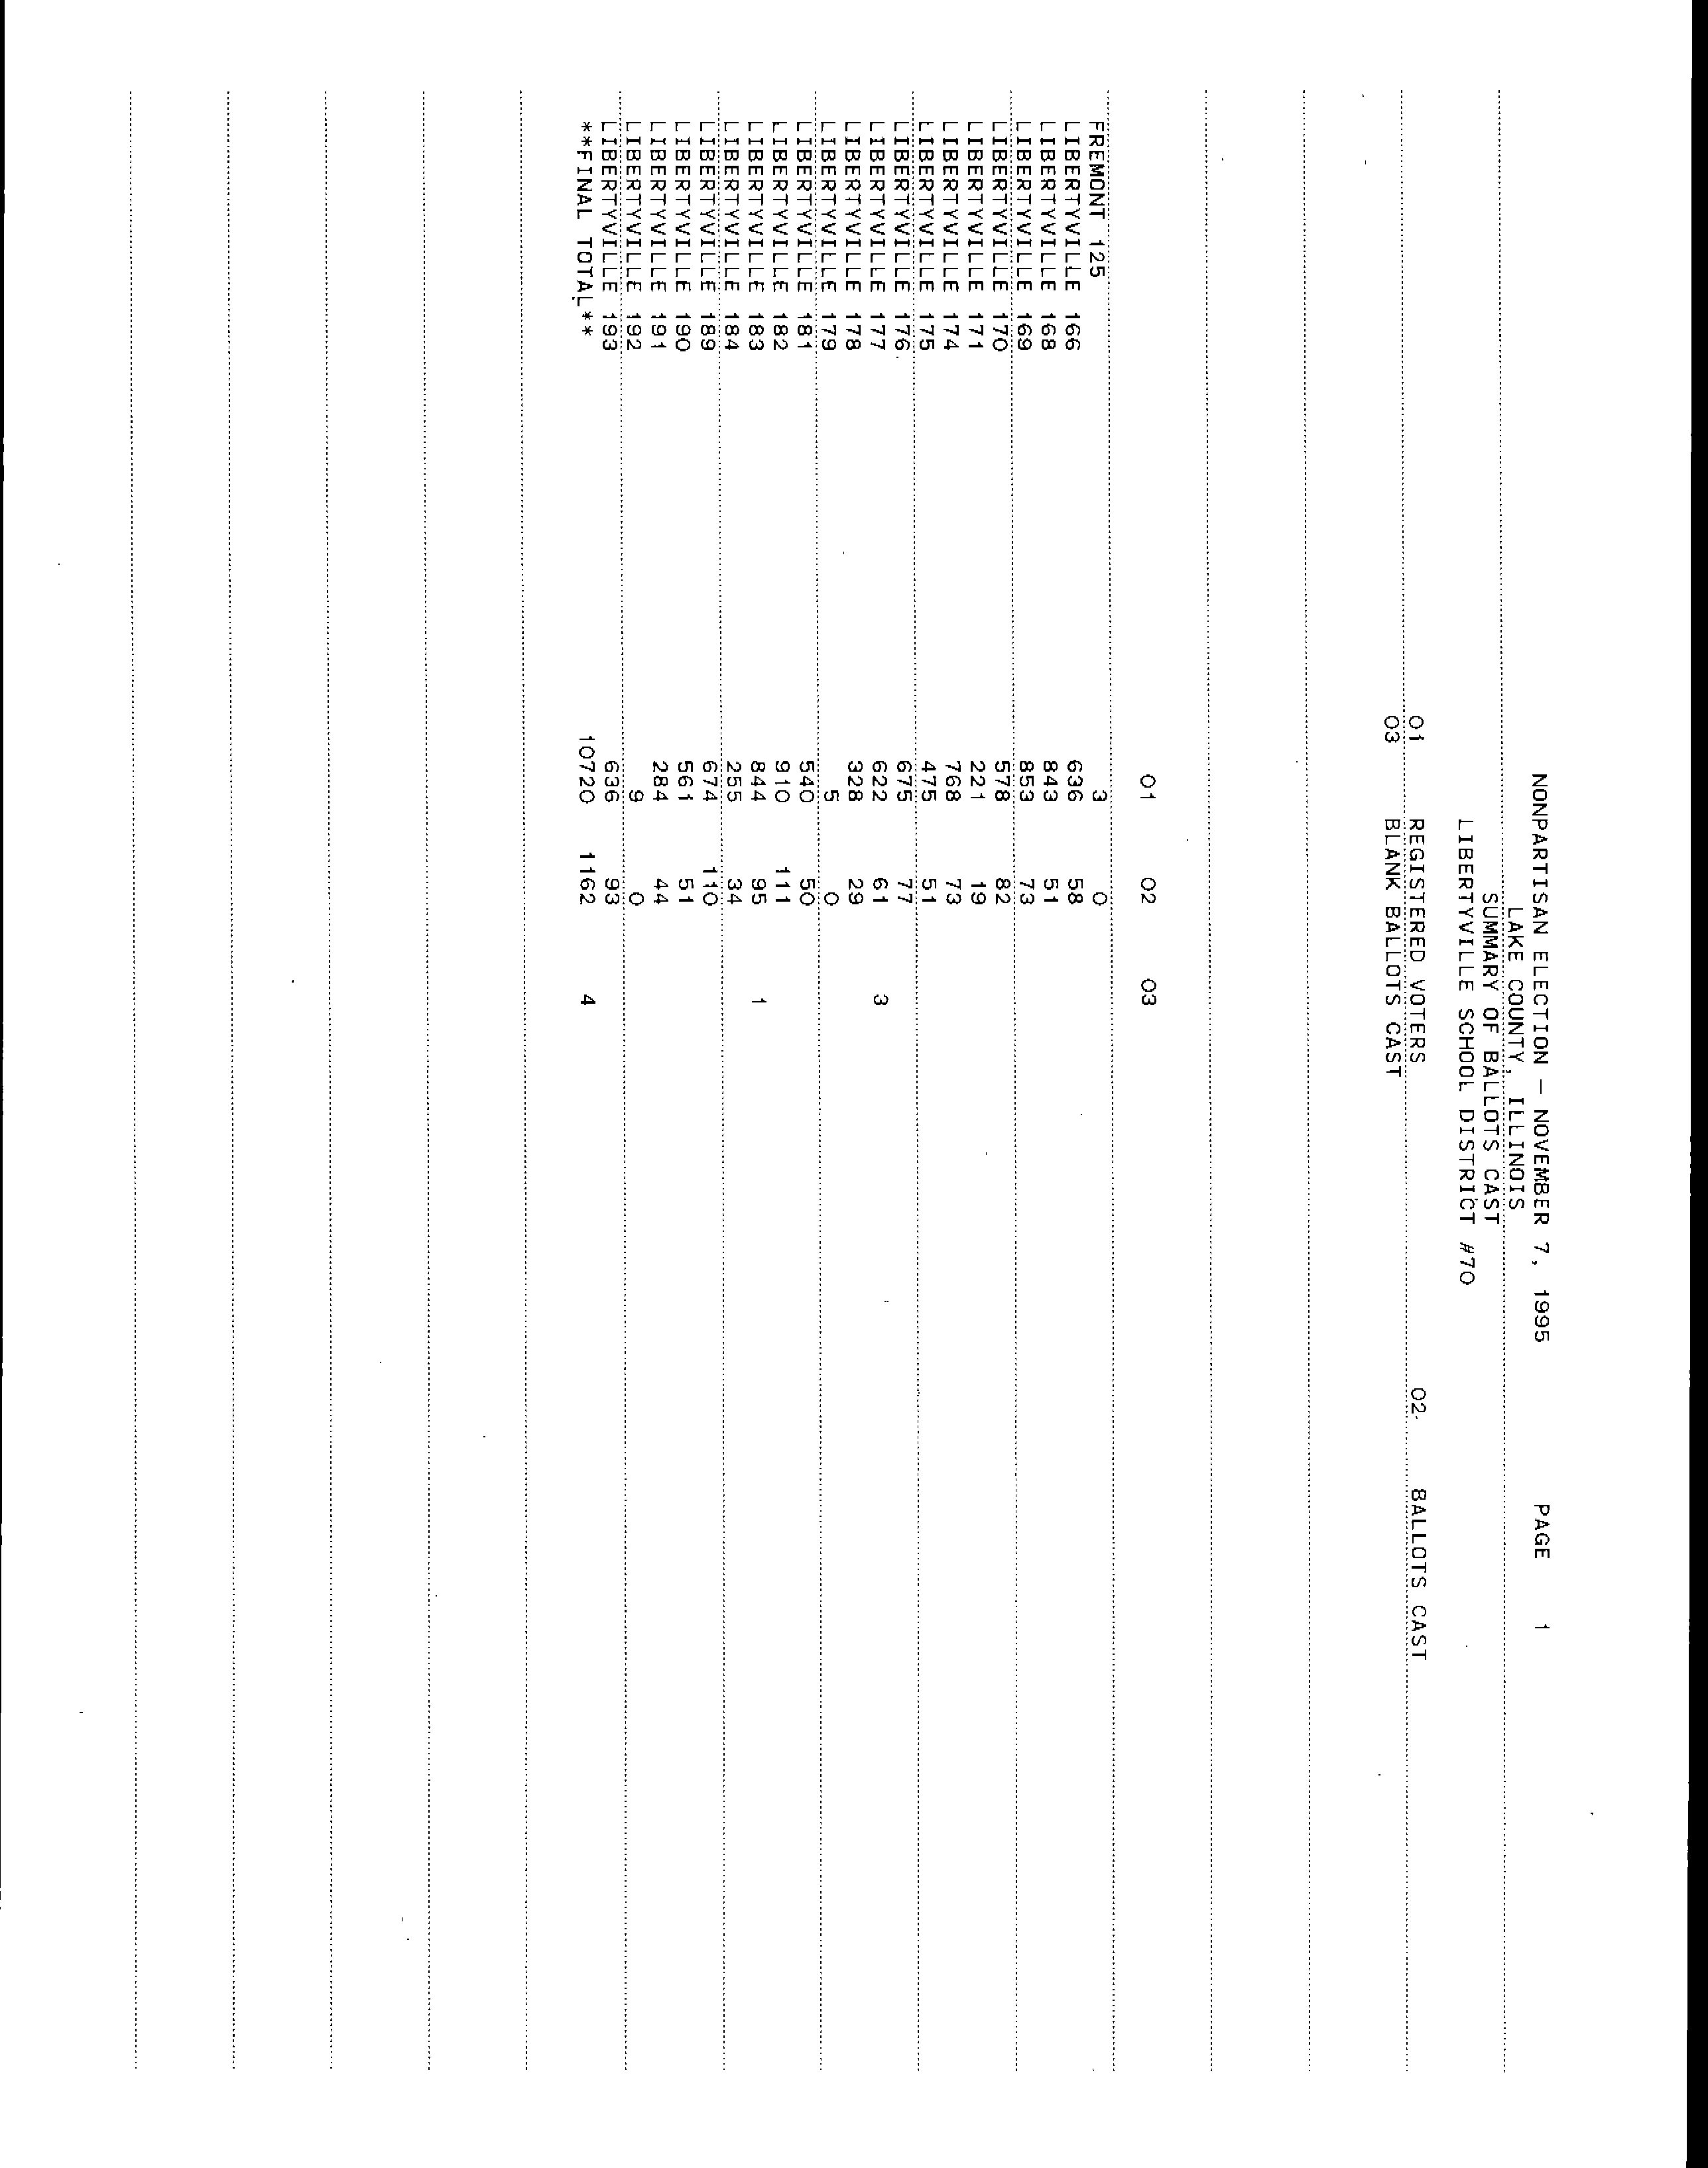 NONPARTISAN ELECTION — NOVEMBER 7, 1995 PAGE 1
LAKE COUNTY, ILLINOIS
SUMMARY OF BALLOTS CAST
LIBERTYVILLE SCHOOL DISTRICT #70
01 REGISTERED VOTERS 02 BALLOTS CAST
03 BLANK BALLOTS CAST
01 02 03
FREMONT 125 3 0
LIBERTYVILLE 166 636 58
LIBERTYVILLE 168 843 51
LIBERTYVILLE 169 853 73
LIBERTYVILLE 170 578 82
LIBERTYVILLE 171 221 19
LIBERTYVILLE 174 768 73
LIBERTYVILLE 175 475 51
LIBERTYVILLE 176 675 77
LIBERTYVILLE 177 622 61 3
LIBERTYVILLE 178 328 29
LIBERTYVILLE 179 5 0
LIBERTYVILLE 181 540 50
LIBERTYVILLE 182 910 111
LIBERTYVILLE 183 844 95 1
LIBERTYVILLE 184 255 34
LIBERTYVILLE 189 674 110
LIBERTYVILLE 190 561 51
LIBERTYVILLE 191 284 44
LIBERTYVILLE 192 9 0
LIBERTYVILLE 193 636 93
**FINAL TOTAL** 10720 1162 4